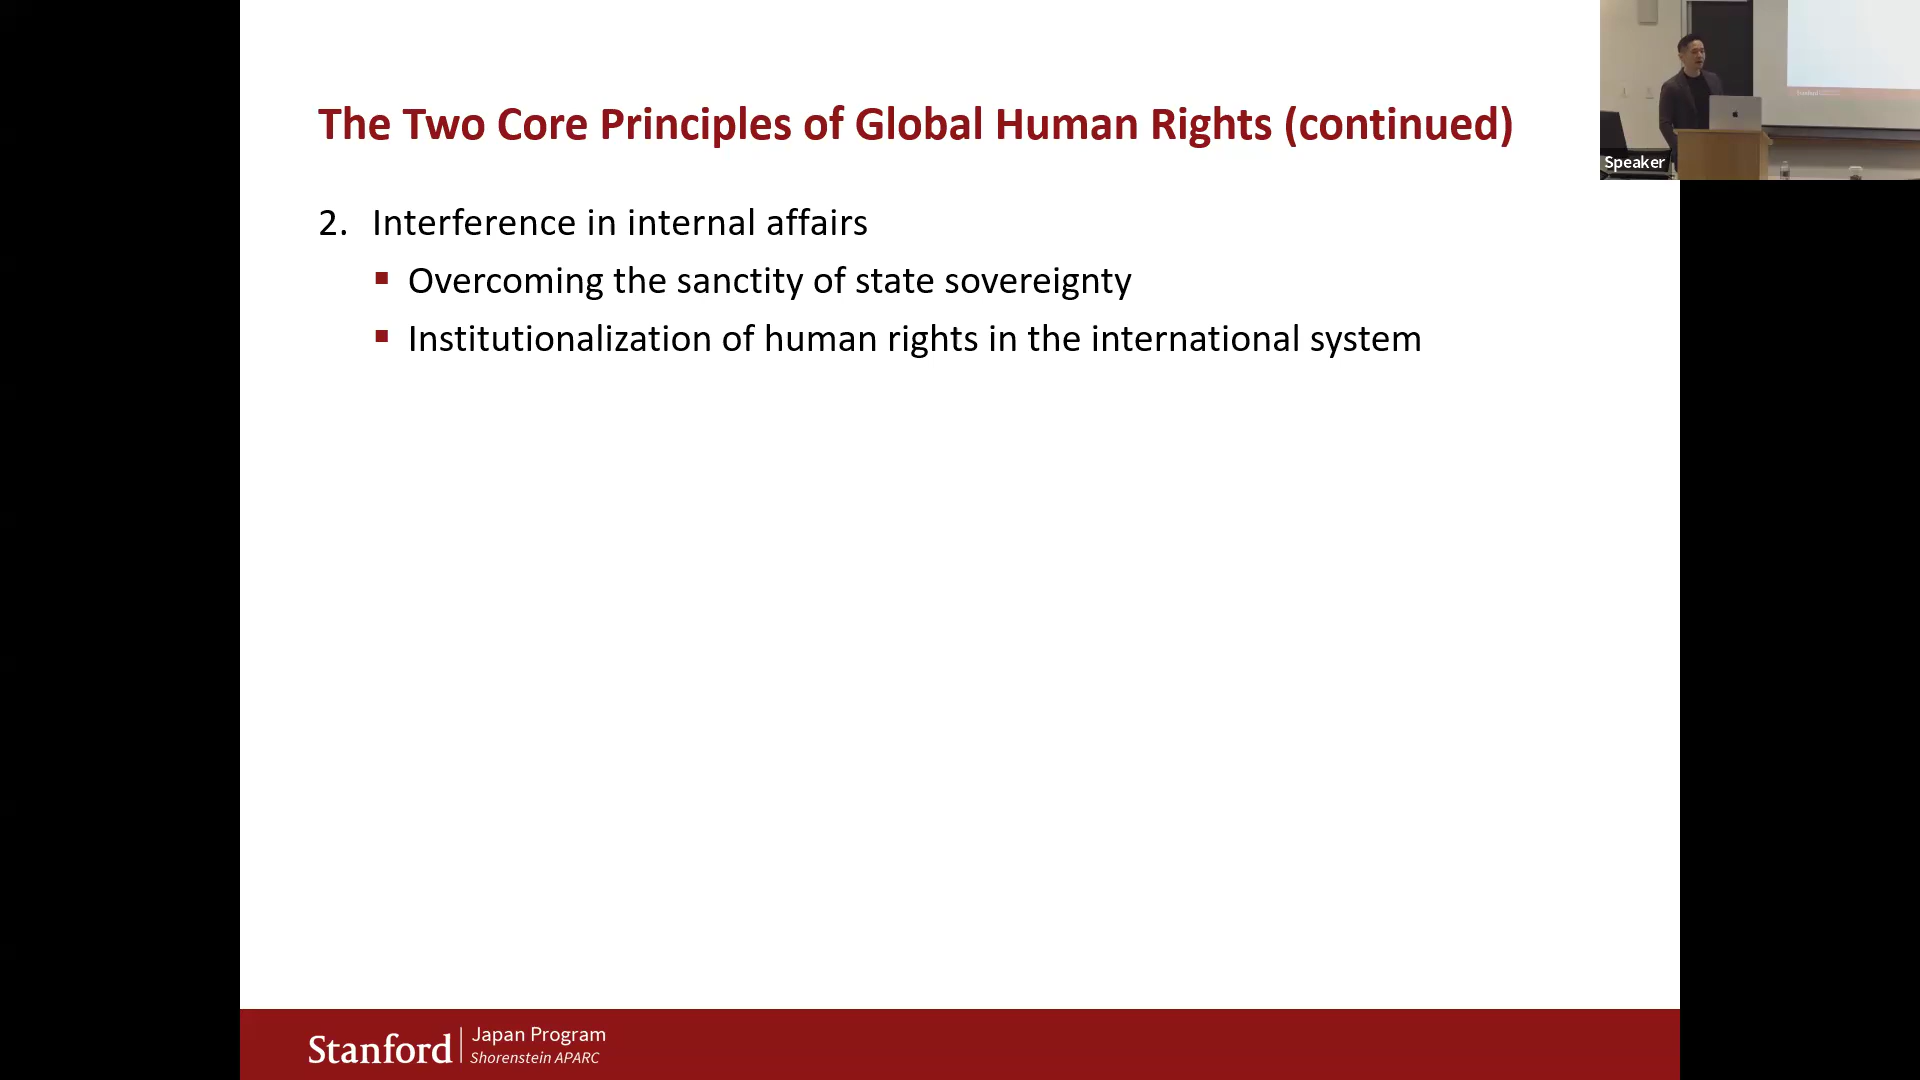 The Two Core Principles of Global Human Rights (continued)
2. Interference in internal affairs
▪ Overcoming the sanctity of state sovereignty
▪ Institutionalization of human rights in the international system
Speaker
Stanford
Japan Program
Shorenstein APARC